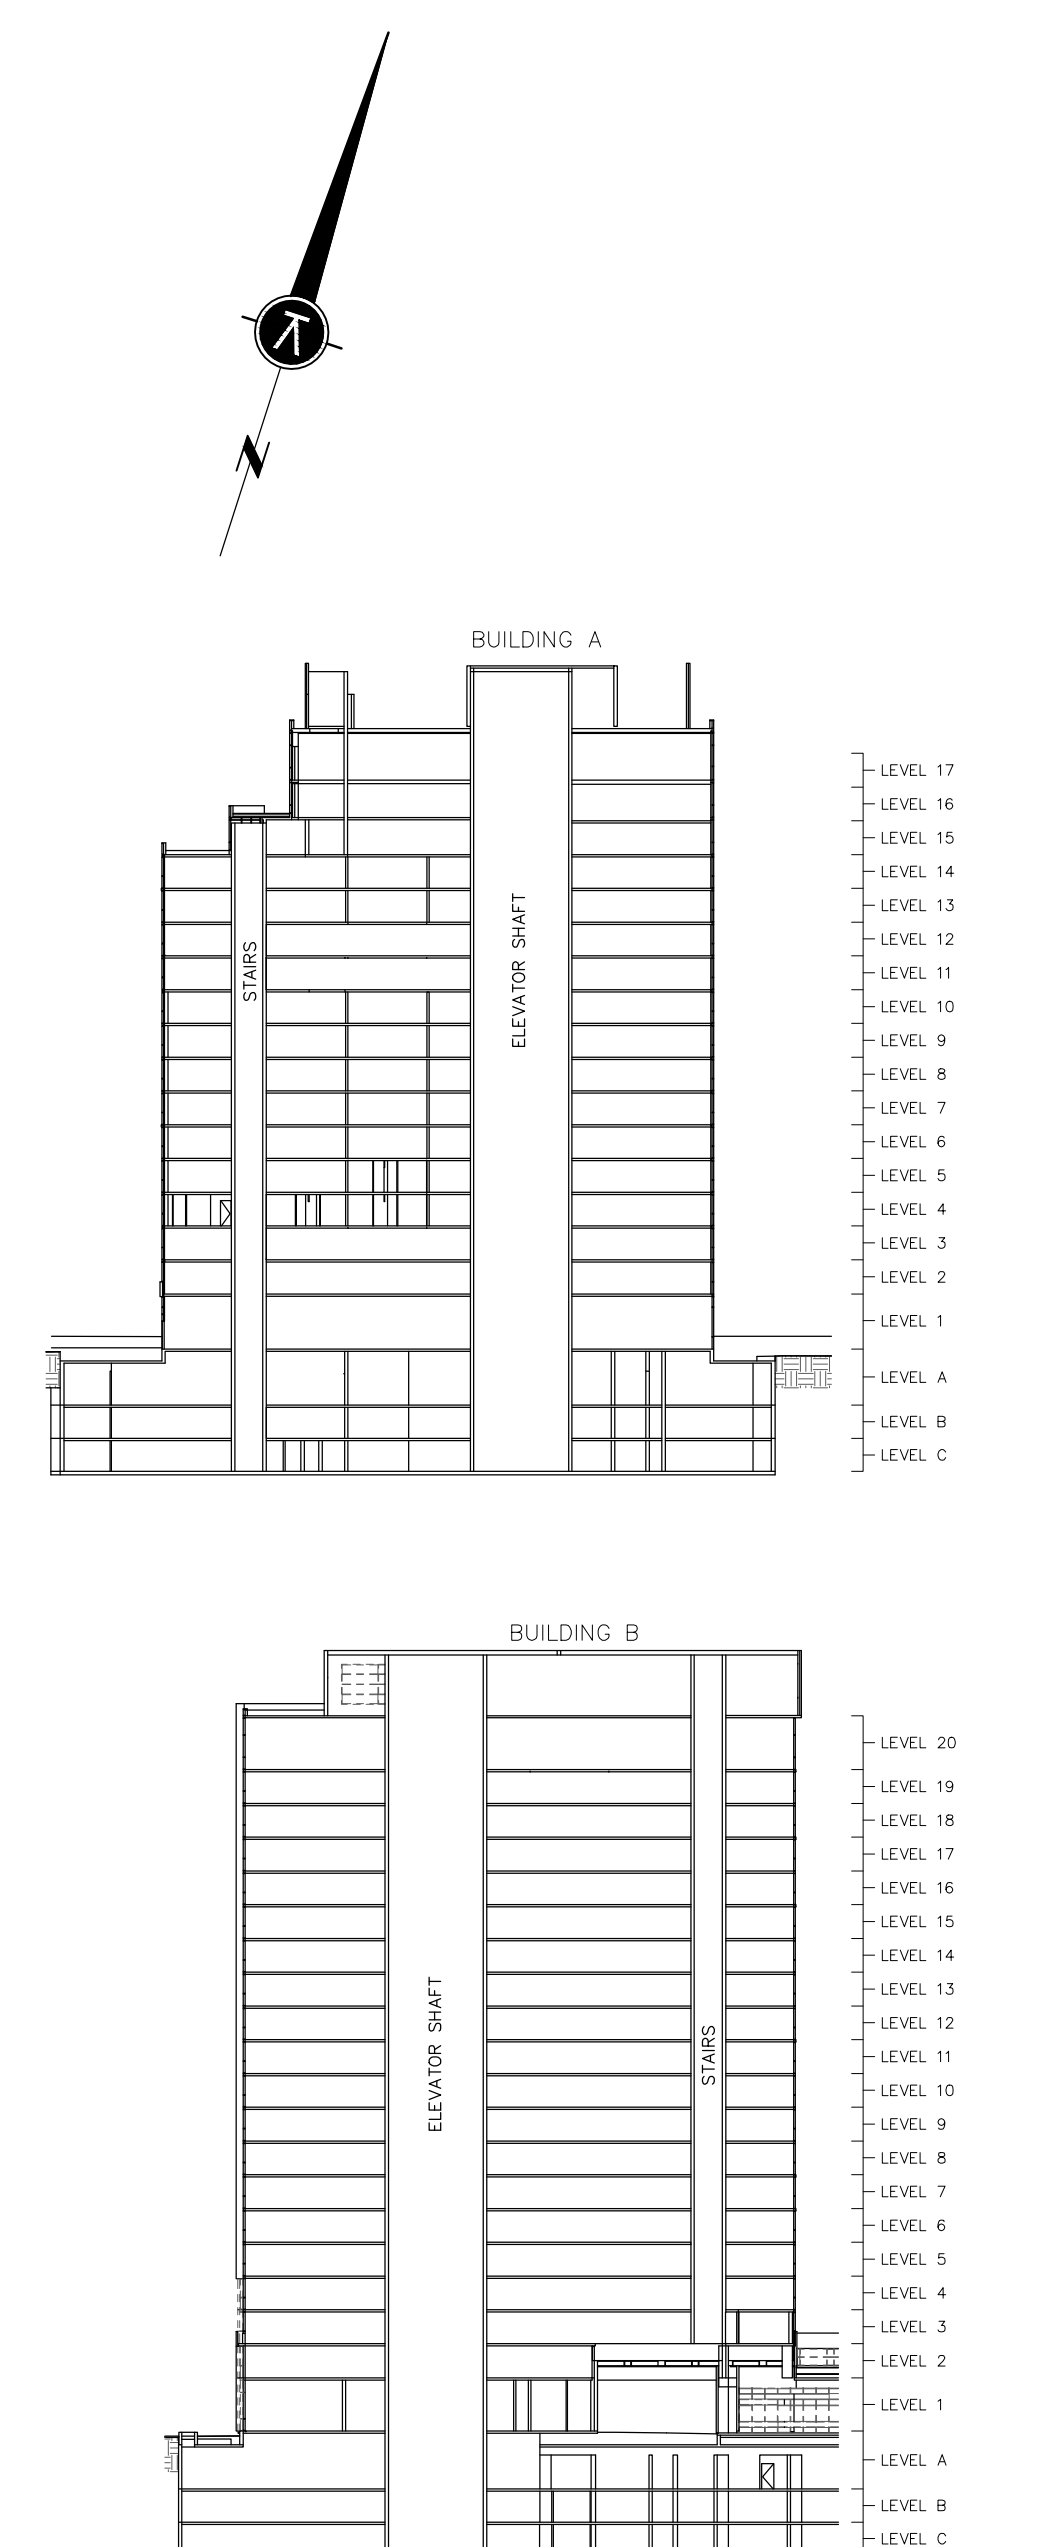 N
BUILDING A
LEVEL 17
LEVEL 16
LEVEL 15
LEVEL 14
LEVEL 13
LEVEL 12
LEVEL 11
LEVEL 10
LEVEL 9
LEVEL 8
LEVEL 7
LEVEL 6
LEVEL 5
LEVEL 4
LEVEL 3
LEVEL 2
LEVEL 1
LEVEL A
LEVEL B
LEVEL C
STAIRS
ELEVATOR SHAFT
BUILDING B
LEVEL 20
LEVEL 19
LEVEL 18
LEVEL 17
LEVEL 16
LEVEL 15
LEVEL 14
LEVEL 13
LEVEL 12
LEVEL 11
LEVEL 10
LEVEL 9
LEVEL 8
LEVEL 7
LEVEL 6
LEVEL 5
LEVEL 4
LEVEL 3
LEVEL 2
LEVEL 1
LEVEL A
LEVEL B
LEVEL C
ELEVATOR SHAFT
STAIRS